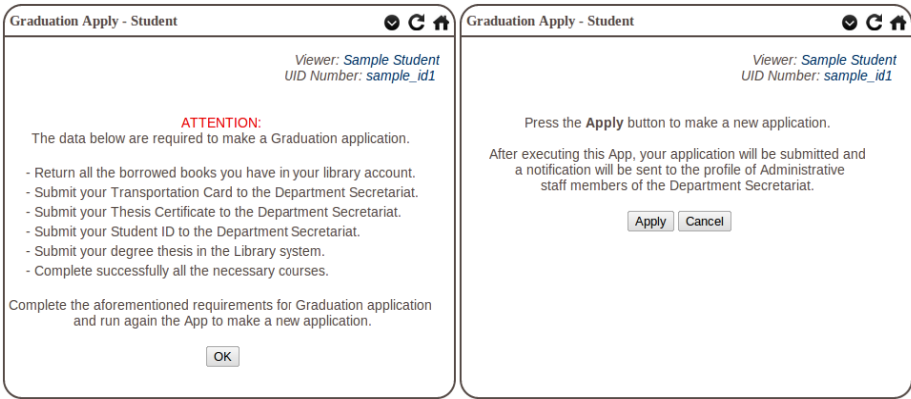 Graduation Apply - Student
Viewer: Sample Student
UID Number: sample_id1
ATTENTION:
The data below are required to make a Graduation application.
- Return all the borrowed books you have in your library account.
- Submit your Transportation Card to the Department Secretariat.
- Submit your Thesis Certificate to the Department Secretariat.
- Submit your Student ID to the Department Secretariat.
- Submit your degree thesis in the Library system.
- Complete successfully all the necessary courses.
Complete the aforementioned requirements for Graduation application
and run again the App to make a new application.
OK
Graduation Apply - Student
Viewer: Sample Student
UID Number: sample_id1
Press the Apply button to make a new application.
After executing this App, your application will be submitted and
a notification will be sent to the profile of Administrative
staff members of the Department Secretariat.
Apply Cancel